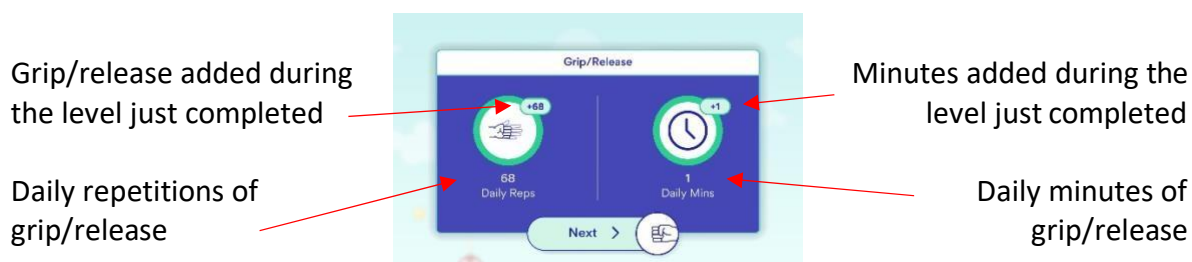 Grip/release added during
the level just completed
Daily repetitions of
grip/release
Grip/Release
+68
+1
68
Daily Reps
1
Daily Mins
Next >
Minutes added during the
level just completed
Daily minutes of
grip/release